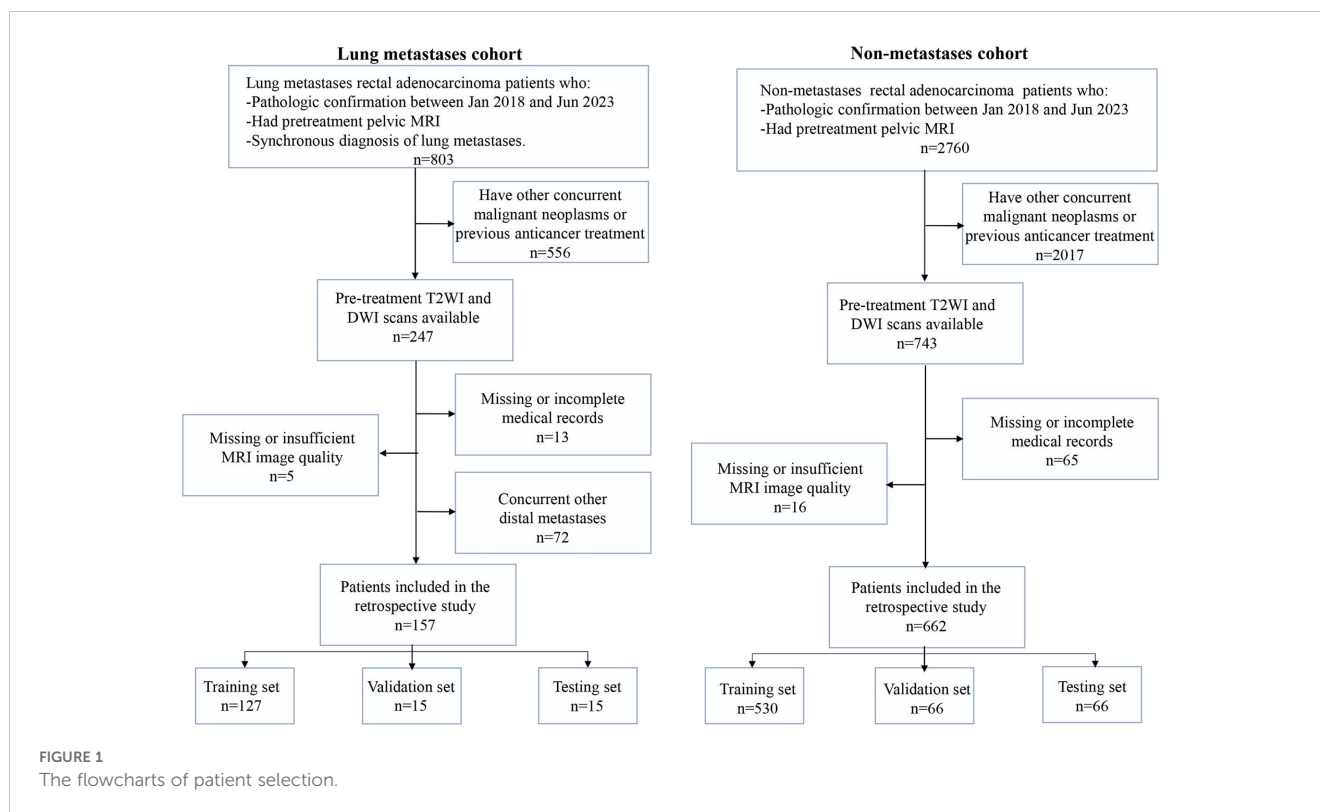 Lung metastases cohort
Lung metastases rectal adenocarcinoma patients who:
-Pathologic confirmation between Jan 2018 and Jun 2023
-Had pretreatment pelvic MRI
-Synchronous diagnosis of lung metastases.
n=803
Have other concurrent
malignant neoplasms or
previous anticancer treatment
n=556
Pre-treatment T2WI and
DWI scans available
n=247
Missing or incomplete
medical records
n=13
Missing or insufficient
MRI image quality
n=5
Concurrent other
distal metastases
n=72
Patients included in the
retrospective study
n=157
Training set
n=127
Validation set
n=15
Testing set
n=15
Non-metastases cohort
Non-metastases rectal adenocarcinoma patients who:
-Pathologic confirmation between Jan 2018 and Jun 2023
-Had pretreatment pelvic MRI
n=2760
Have other concurrent
malignant neoplasms or
previous anticancer treatment
n=2017
Pre-treatment T2WI and
DWI scans available
n=743
Missing or incomplete
medical records
n=65
Missing or insufficient
MRI image quality
n=16
Patients included in the
retrospective study
n=662
Training set
n=530
Validation set
n=66
Testing set
n=66
FIGURE 1
The flowcharts of patient selection.